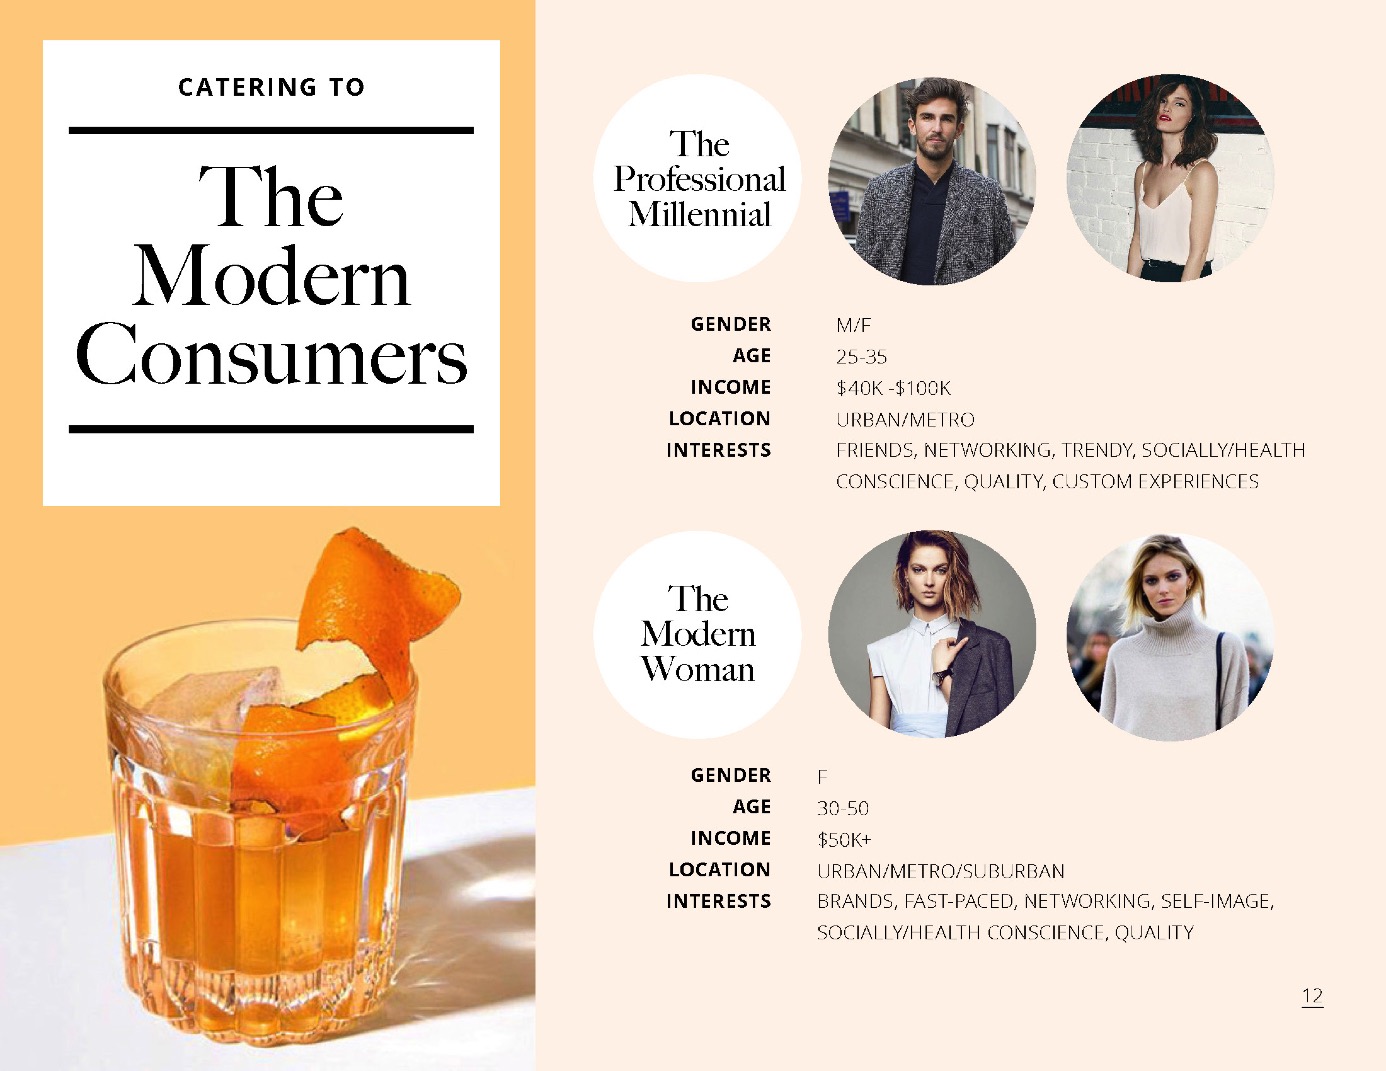 CATERING TO
The
Modern
Consumers
The
Professional
Millennial
GENDER M/F
AGE 25-35
INCOME $40K -$100K
LOCATION URBAN/METRO
INTERESTS FRIENDS, NETWORKING, TRENDY, SOCIALLY/HEALTH
CONSCIENCE, QUALITY, CUSTOM EXPERIENCES
The
Modern
Woman
GENDER F
AGE 30-50
INCOME $50K+
LOCATION URBAN/METRO/SUBURBAN
INTERESTS BRANDS, FAST-PACED, NETWORKING, SELF-IMAGE,
SOCIALLY/HEALTH CONSCIENCE, QUALITY
12